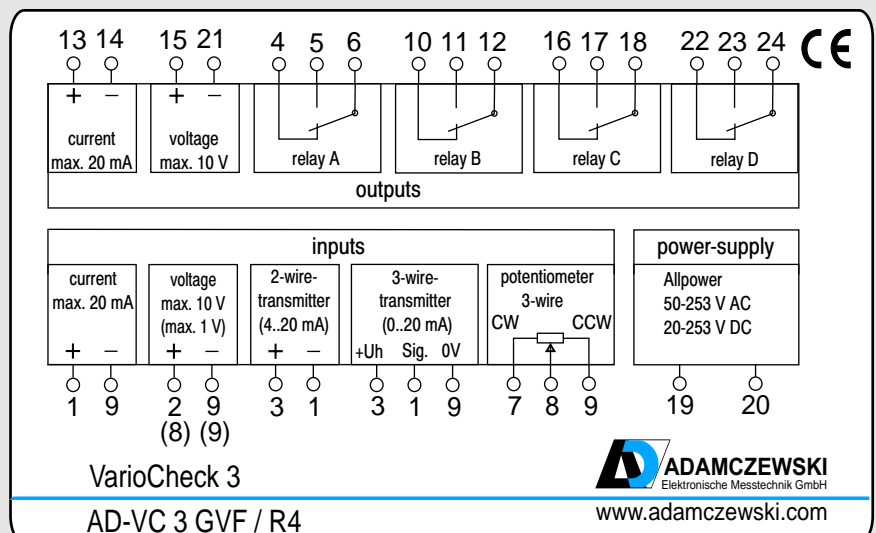 13 14 15 21 4 5 6 10 11 12 16 17 18 22 23 24 CE
+ − + −
current voltage
max. 20 mA max. 10 V relay A relay B relay C relay D
outputs
inputs power-supply
current voltage 2-wire- 3-wire- potentiometer Allpower
max. 20 mA max. 10 V transmitter transmitter 3-wire 50-253 V AC
(max. 1 V) (4..20 mA) (0..20 mA) CW CCW 20-253 V DC
+ − + − + − +Uh Sig. 0V
1 9 2 9 3 1 3 1 9 7 8 9 19 20
(8) (9)
VarioCheck 3
AD ADAMCZEWSKI
Elektronische Messtechnik GmbH
www.adamczewski.com
AD-VC 3 GVF / R4